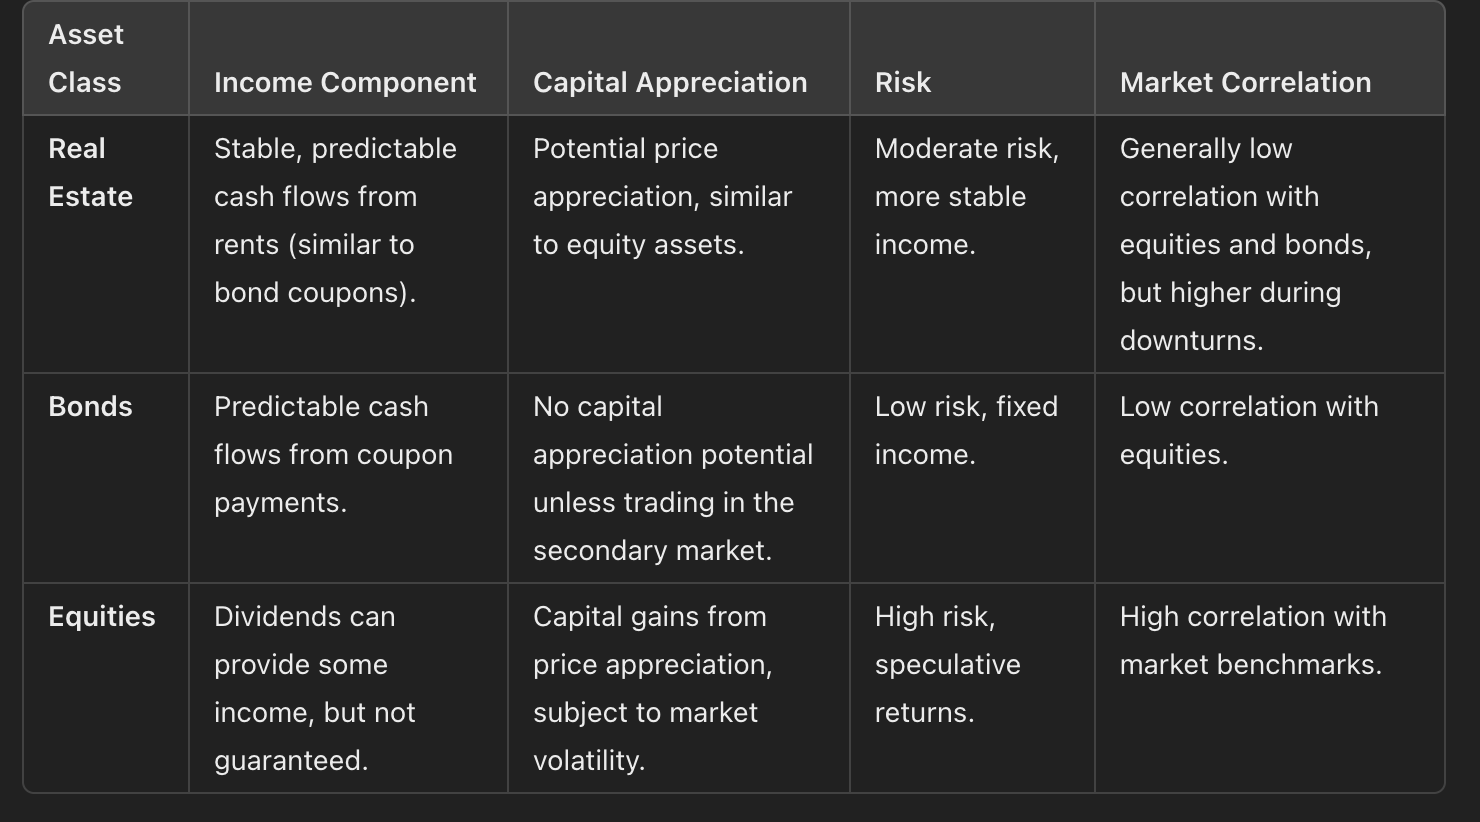 Asset
Class
Income Component
Capital Appreciation
Risk
Market Correlation
Real
Estate
Stable, predictable
cash flows from
rents (similar to
bond coupons).
Potential price
appreciation, similar
to equity assets.
Moderate risk,
more stable
income.
Generally low
correlation with
equities and bonds,
but higher during
downturns.
Bonds
Predictable cash
flows from coupon
payments.
No capital
appreciation potential
unless trading in the
secondary market.
Low risk, fixed
income.
Low correlation with
equities.
Equities
Dividends can
provide some
income, but not
guaranteed.
Capital gains from
price appreciation,
subject to market
volatility.
High risk,
speculative
returns.
High correlation with
market benchmarks.